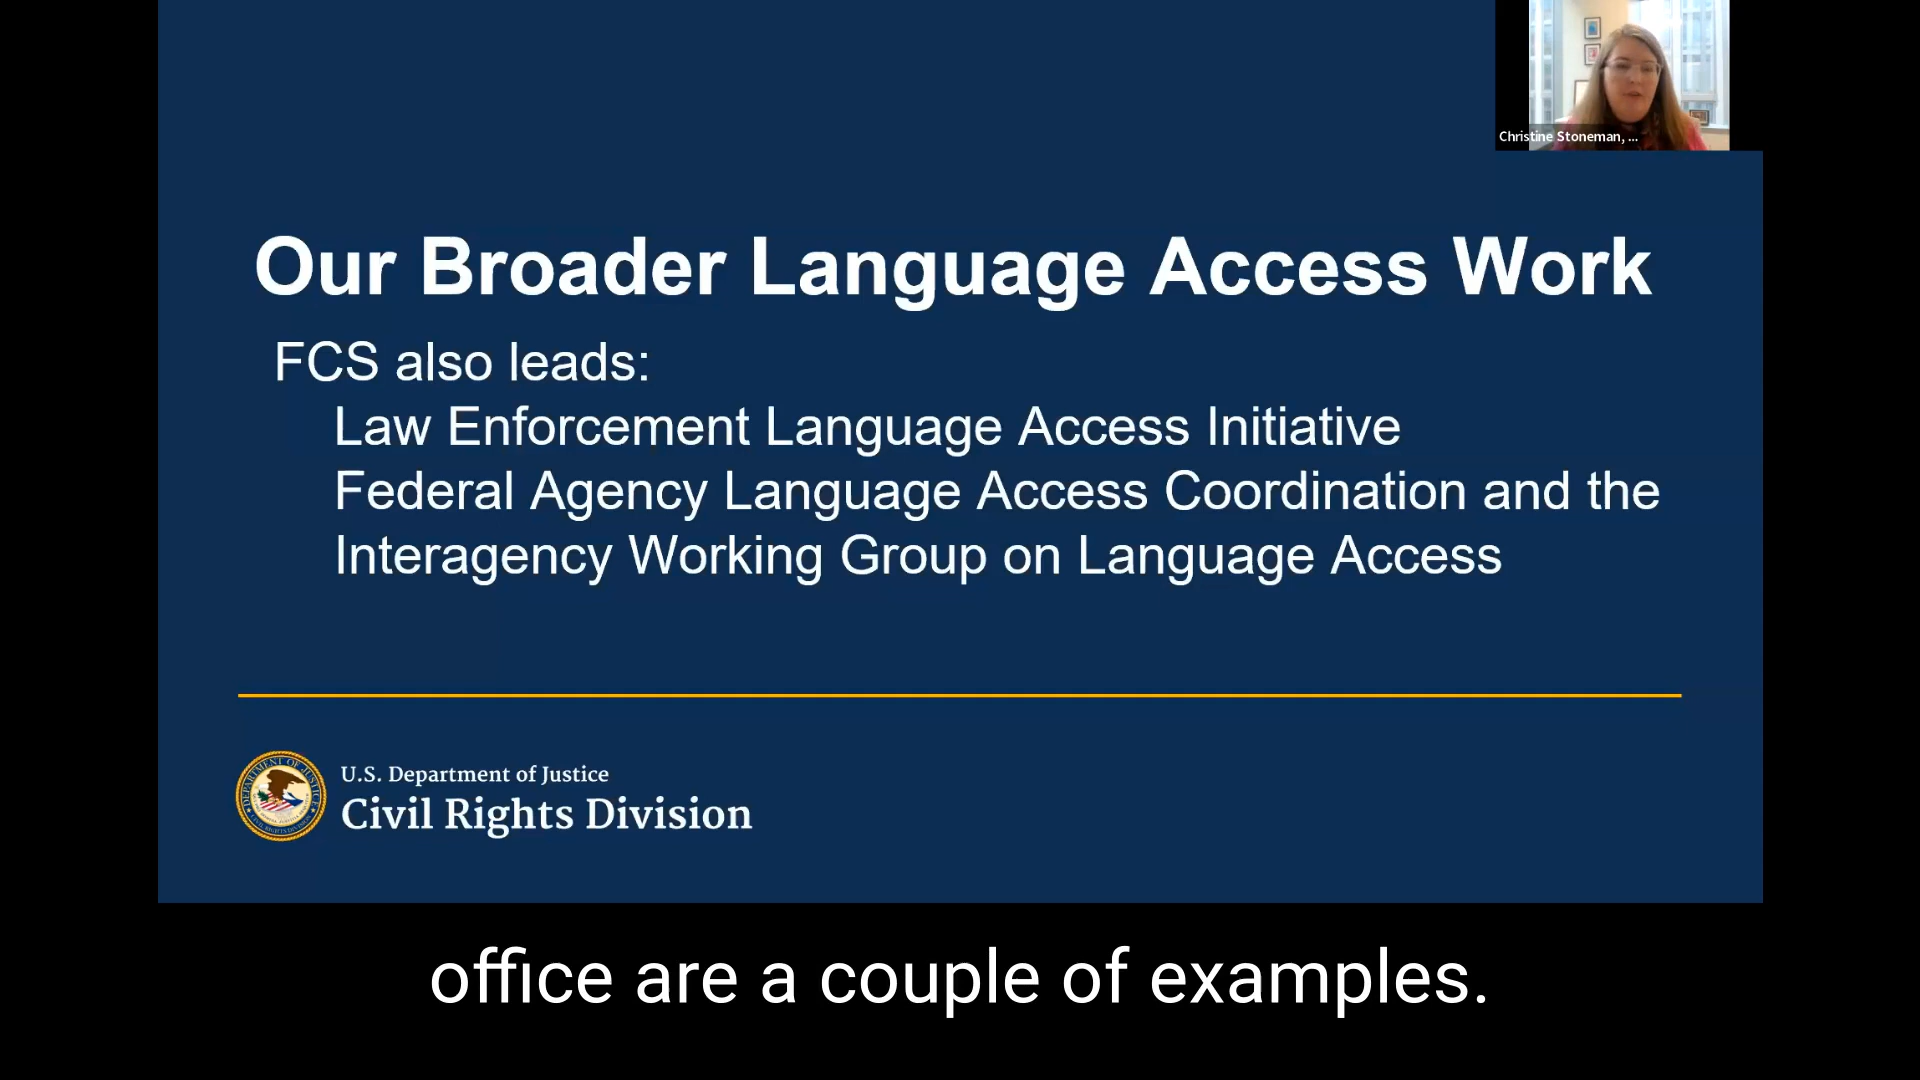 Christine Stoneman, ...
Our Broader Language Access Work
FCS also leads:
Law Enforcement Language Access Initiative
Federal Agency Language Access Coordination and the
Interagency Working Group on Language Access
U.S. Department of Justice
Civil Rights Division
office are a couple of examples.